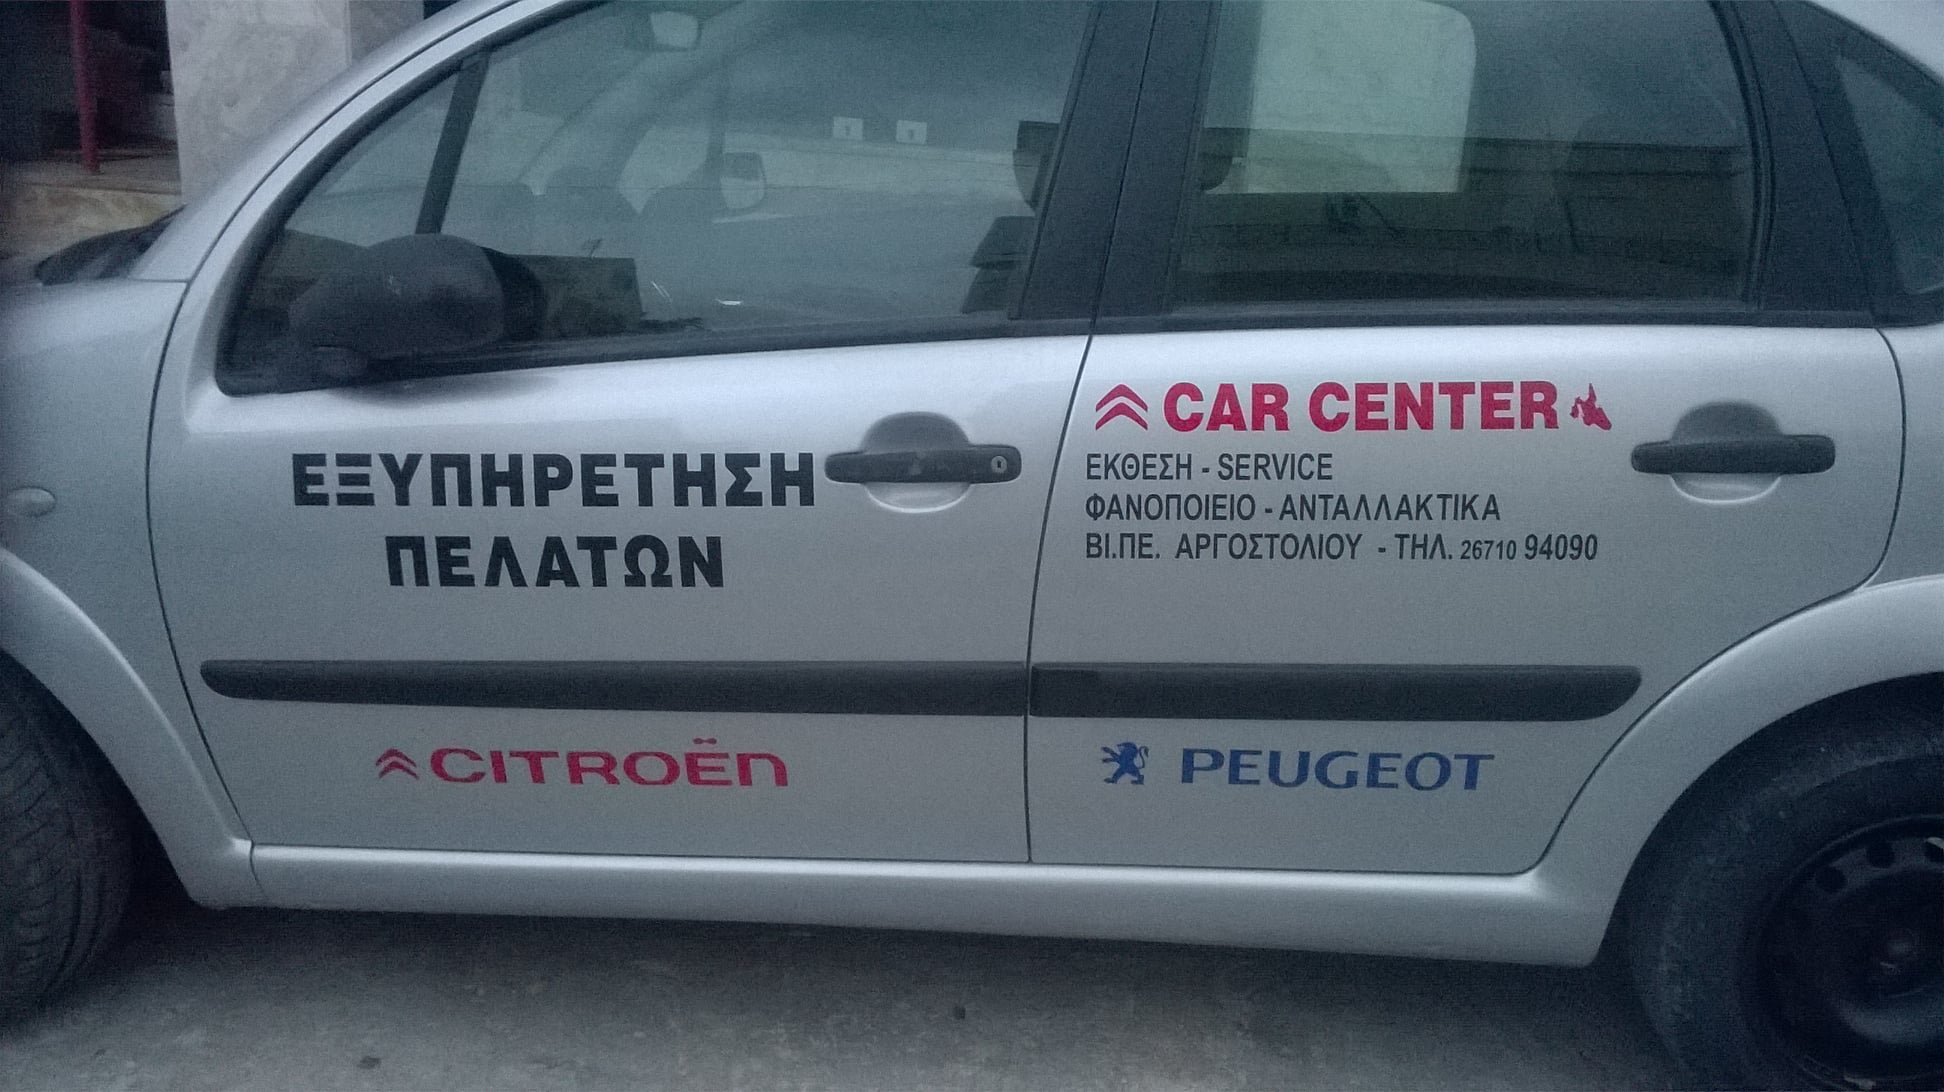 ΕΞΥΠΗΡΕΤΗΣΗ
ΠΕΛΑΤΩΝ
CAR CENTER
ΕΚΘΕΣΗ - SERVICE
ΦΑΝΟΠΟΙΕΙΟ - ΑΝΤΑΛΛΑΚΤΙΚΑ
ΒΙ.ΠΕ. ΑΡΓΟΣΤΟΛΙΟΥ - ΤΗΛ. 26710 94090
CITROËN
PEUGEOT